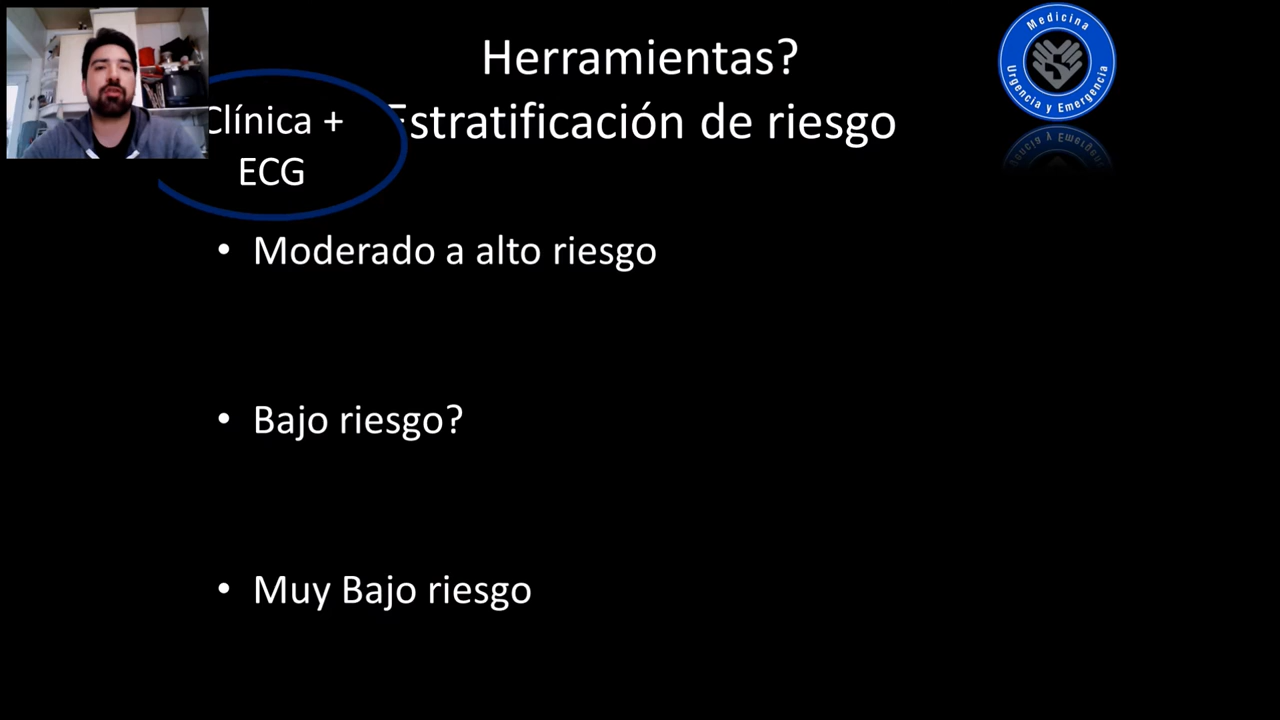 Herramientas?
Estratificación de riesgo
Clínica +
ECG
• Moderado a alto riesgo
• Bajo riesgo?
• Muy Bajo riesgo
Medicina
Urgencia y Emergencia